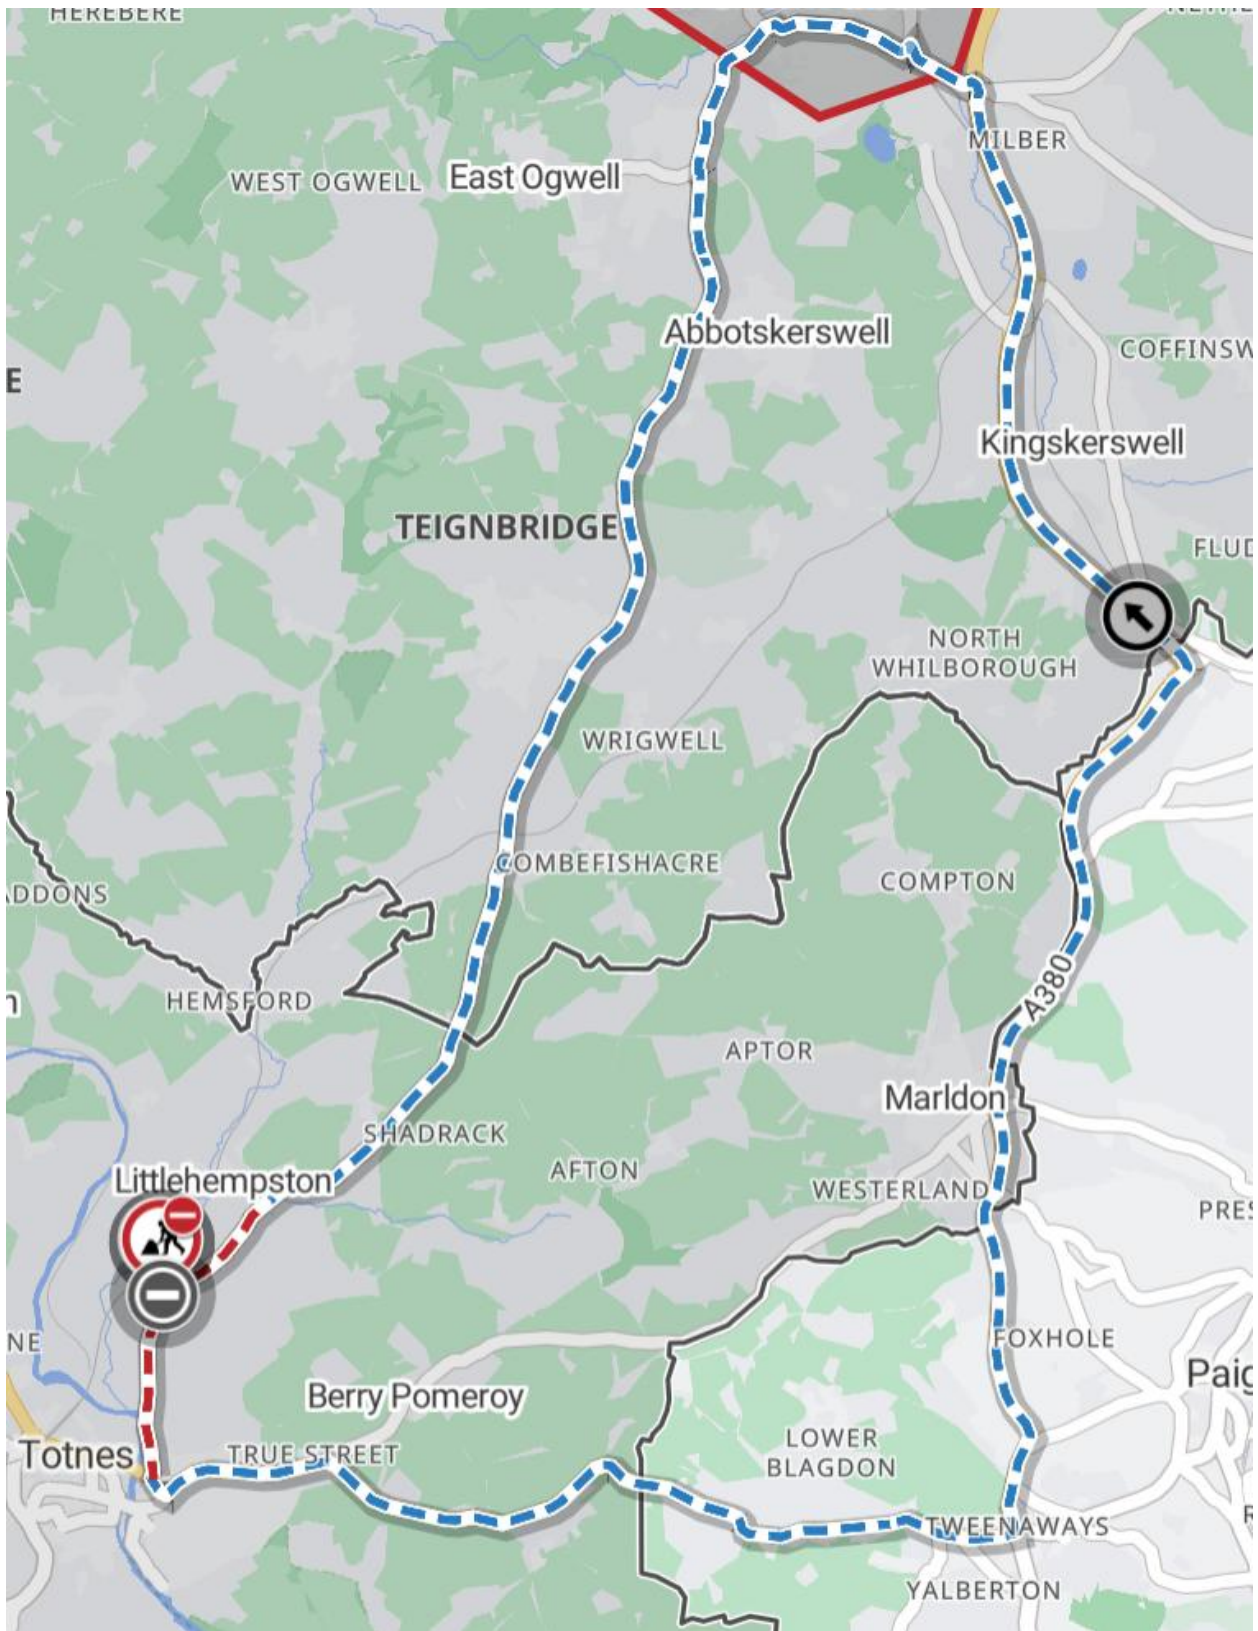 HEREBERE
MILBER
WEST OGWELL
East Ogwell
Abbotskerswell
COFFINSW
E
Kingskerswell
TEIGNBRIDGE
FLUD
NORTH
WHILBOROUGH
WRIGWELL
COMBEFISHACRE
COMPTON
ADDONS
HEMSFORD
n
A380
APTOR
Marldon
SHADRACK
AFTON
Littlehempston
WESTERLAND
PRES
NE
FOXHOLE
Paig
Berry Pomeroy
LOWER
BLAGDON
Totnes
TRUE STREET
TWEENAWAYS
R
YALBERTON